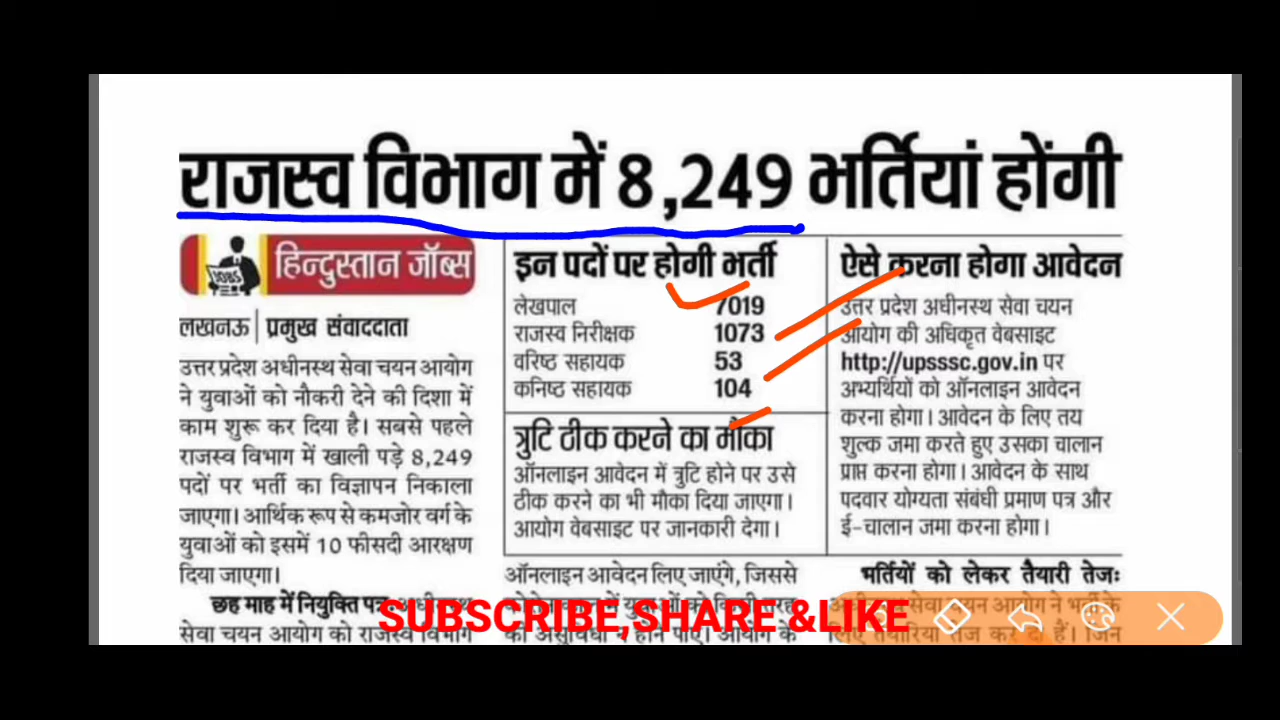 राजस्व विभाग में 8,249 भर्तियां होंगी
JOBS
हिन्दुस्तान जॉब्स
लखनऊ | प्रमुख संवाददाता
उत्तर प्रदेश अधीनस्थ सेवा चयन आयोग
ने युवाओं को नौकरी देने की दिशा में
काम शुरू कर दिया है। सबसे पहले
राजस्व विभाग में खाली पड़े 8,249
पदों पर भर्ती का विज्ञापन निकाला
जाएगा। आर्थिक रूप से कमजोर वर्ग के
युवाओं को इसमें 10 फीसदी आरक्षण
दिया जाएगा।
छह माह में नियुक्ति पत्र:
सेवा चयन आयोग को राजस्व विभाग
इन पदों पर होगी भर्ती
लेखपाल 7019
राजस्व निरीक्षक 1073
वरिष्ठ सहायक 53
कनिष्ठ सहायक 104
त्रुटि ठीक करने का मौका
ऑनलाइन आवेदन में त्रुटि होने पर उसे
ठीक करने का भी मौका दिया जाएगा।
आयोग वेबसाइट पर जानकारी देगा।
ऑनलाइन आवेदन लिए जाएंगे, जिससे
ऐसे करना होगा आवेदन
उत्तर प्रदेश अधीनस्थ सेवा चयन
आयोग की अधिकृत वेबसाइट
http://upsssc.gov.in पर
अभ्यर्थियों को ऑनलाइन आवेदन
करना होगा। आवेदन के लिए तय
शुल्क जमा करते हुए उसका चालान
प्राप्त करना होगा। आवेदन के साथ
पदवार योग्यता संबंधी प्रमाण पत्र और
ई-चालान जमा करना होगा।
भर्तियों को लेकर तैयारी तेज:
SUBSCRIBE,SHARE &LIKE